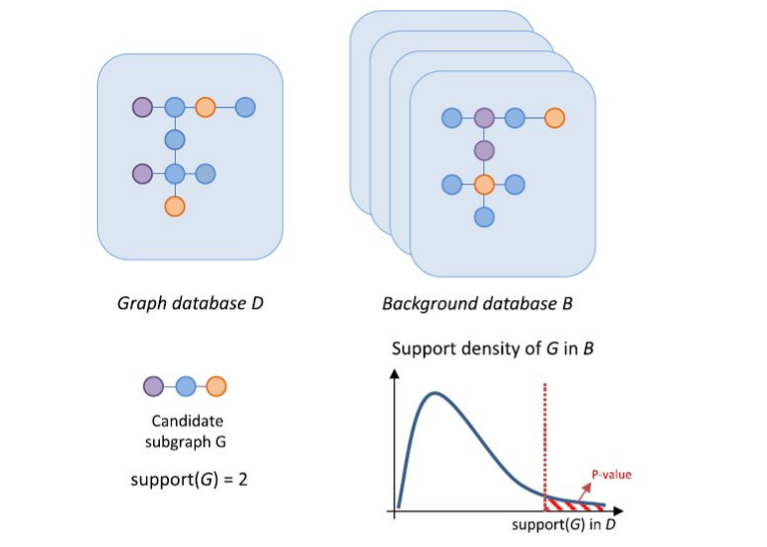 Graph database D
Background database B
Candidate
subgraph G
support(G) = 2
Support density of G in B
P-value
support(G) in D